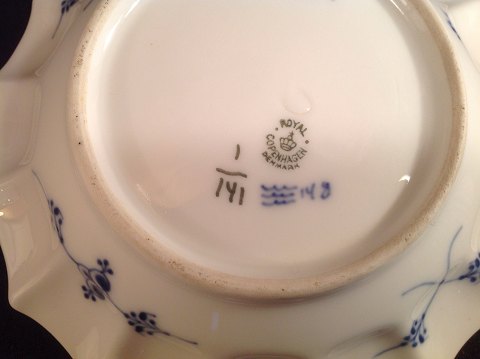 ROYAL
COPENHAGEN
DENMARK
1
141
143